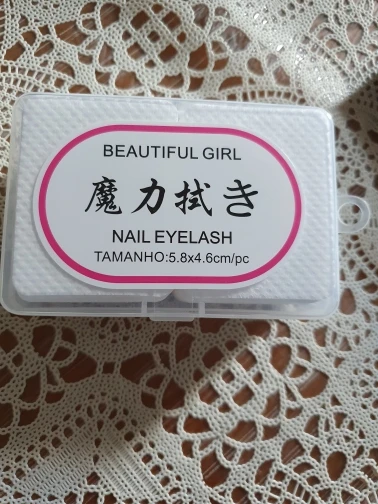 BEAUTIFUL GIRL
魔力拭き
NAIL EYELASH
TAMANHO:5.8x4.6cm/pc